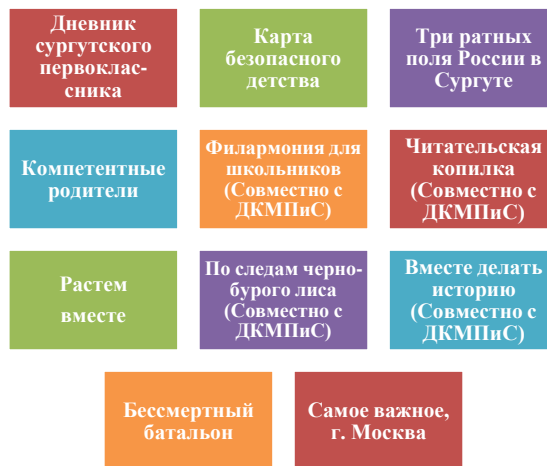 Дневник
сургутского
первоклас-
сника
Карта
безопасного
детства
Три ратных
поля России в
Сургуте
Компетентные
родители
Филармония для
школьников
(Совместно с
ДКМПиС)
Читательская
копилка
(Совместно с
ДКМПиС)
Растем
вместе
По следам черно-
бурого лиса
(Совместно с
ДКМПиС)
Вместе делать
историю
(Совместно с
ДКМПиС)
Бессмертный
батальон
Самое важное,
г. Москва